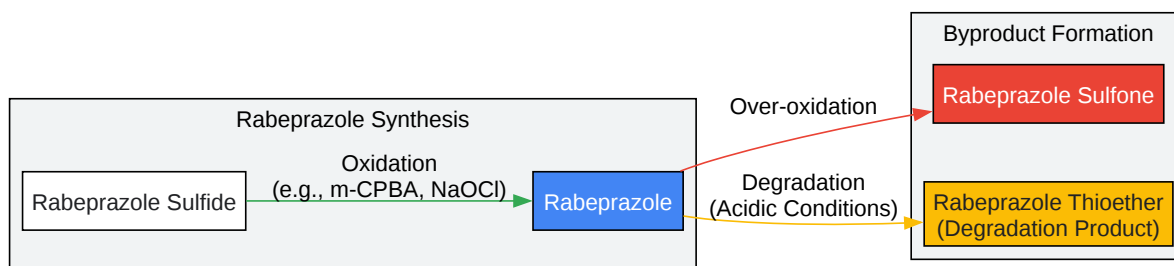 Byproduct Formation
Rabeprazole Sulfone
Over-oxidation
Rabeprazole Synthesis
Oxidation
(e.g., m-CPBA, NaOCl)
Rabeprazole Sulfide
Rabeprazole
Degradation
(Acidic Conditions)
Rabeprazole Thioether
(Degradation Product)